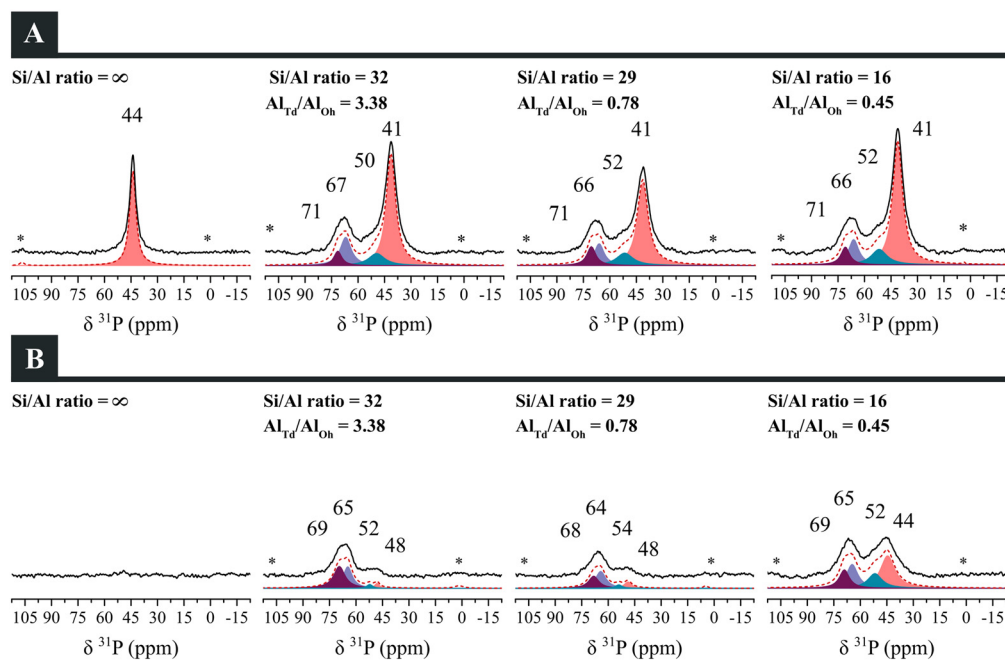 A
Si/Al ratio = ∞
44
*
*
105 90 75 60 45 30 15 0 -15
δ 31P (ppm)
Si/Al ratio = 32
AlTd/AlOh = 3.38
41
50
67
71
*
*
105 90 75 60 45 30 15 0 -15
δ 31P (ppm)
Si/Al ratio = 29
AlTd/AlOh = 0.78
41
52
66
71
*
*
105 90 75 60 45 30 15 0 -15
δ 31P (ppm)
Si/Al ratio = 16
AlTd/AlOh = 0.45
41
52
66
71
*
*
105 90 75 60 45 30 15 0 -15
δ 31P (ppm)
B
Si/Al ratio = ∞
105 90 75 60 45 30 15 0 -15
δ 31P (ppm)
Si/Al ratio = 32
AlTd/AlOh = 3.38
65
69
52
48
*
*
105 90 75 60 45 30 15 0 -15
δ 31P (ppm)
Si/Al ratio = 29
AlTd/AlOh = 0.78
64
68
54
48
*
*
105 90 75 60 45 30 15 0 -15
δ 31P (ppm)
Si/Al ratio = 16
AlTd/AlOh = 0.45
65
69
52
44
*
*
105 90 75 60 45 30 15 0 -15
δ 31P (ppm)